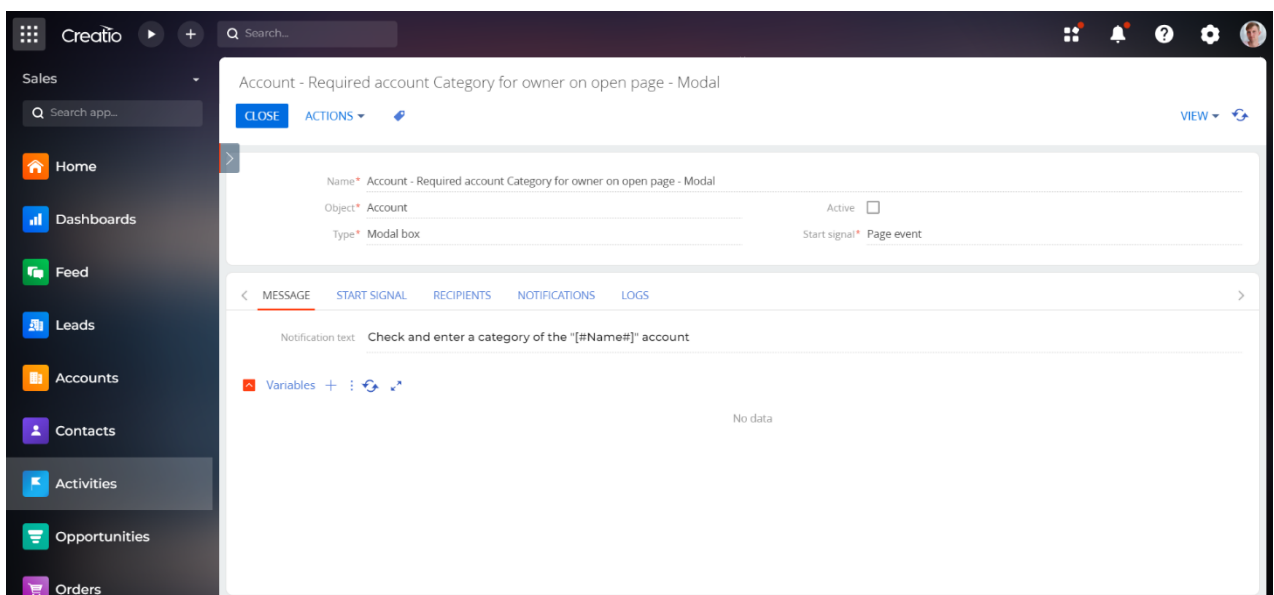 Creatio
Search...
Sales
Search app...
Home
Dashboards
Feed
Leads
Accounts
Contacts
Activities
Opportunities
Orders
Account - Required account Category for owner on open page - Modal
CLOSE ACTIONS VIEW
Name* Account - Required account Category for owner on open page - Modal
Object* Account Active
Type* Modal box Start signal* Page event
MESSAGE START SIGNAL RECIPIENTS NOTIFICATIONS LOGS
Notification text Check and enter a category of the "[#Name#]" account
Variables
No data